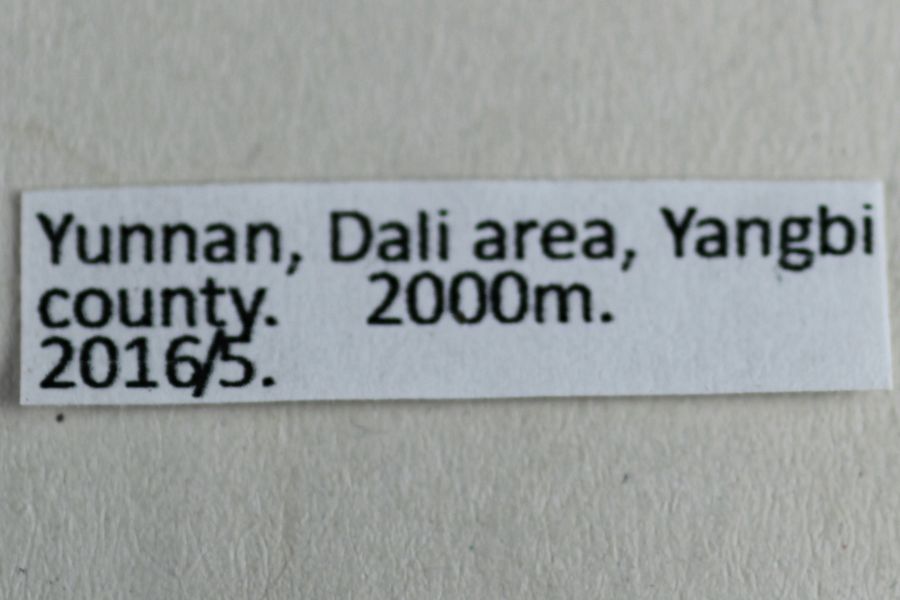 Yunnan, Dali area, Yangbi
county. 2000m.
2016/5.